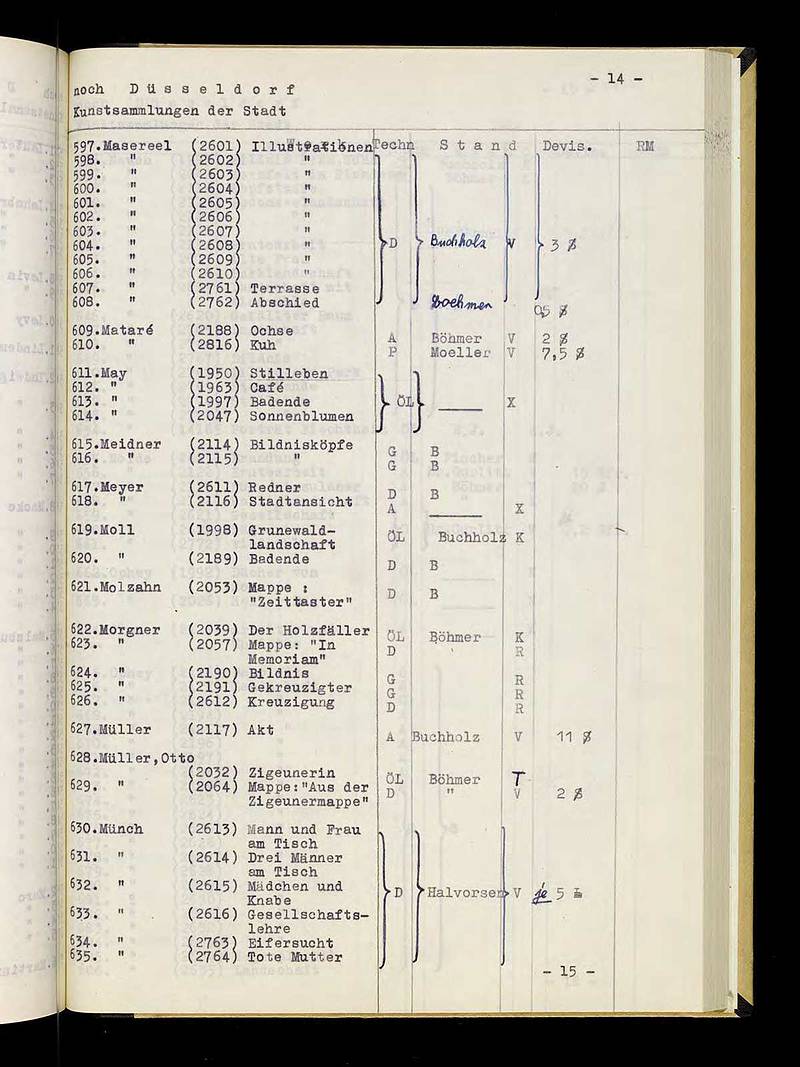 - 14 -
noch D ü s s e l d o r f
Kunstsammlungen der Stadt
597.Masereel (2601) Illustrationen Techn S t a n d Devis. RM
598. " (2602) "
599. " (2603) "
600. " (2604) "
601. " (2605) "
602. " (2606) "
603. " (2607) "
604. " (2608) " D Buchholz V 3 $
605. " (2609) "
606. " (2610) "
607. " (2761) Terrasse
608. " (2762) Abschied Boehmer 0,5 $
609.Mataré (2188) Ochse A Böhmer V 2 $
610. " (2816) Kuh P Moeller V 7,5 $
611.May (1950) Stilleben
612. " (1963) Café
613. " (1997) Badende ÖL _____ X
614. " (2047) Sonnenblumen
615.Meidner (2114) Bildnisköpfe G B
616. " (2115) " G B
617.Meyer (2611) Redner D B
618. " (2116) Stadtansicht A _____ X
619.Moll (1998) Grunewald-
landschaft ÖL Buchholz K
620. " (2189) Badende D B
621.Molzahn (2053) Mappe : D B
"Zeittaster"
622.Morgner (2039) Der Holzfäller ÖL Böhmer K
623. " (2057) Mappe: "In D R
Memoriam"
624. " (2190) Bildnis G R
625. " (2191) Gekreuzigter G R
626. " (2612) Kreuzigung D R
627.Müller (2117) Akt A Buchholz V 11 $
628.Müller,Otto
(2032) Zigeunerin ÖL Böhmer T
629. " (2064) Mappe:"Aus der D " V 2 $
Zigeunermappe"
630.Münch (2613) Mann und Frau
am Tisch
631. " (2614) Drei Männer
am Tisch
632. " (2615) Mädchen und D Halvorsen V je 5 £
Knabe
633. " (2616) Gesellschafts-
lehre
634. " (2763) Eifersucht
635. " (2764) Tote Mutter
- 15 -